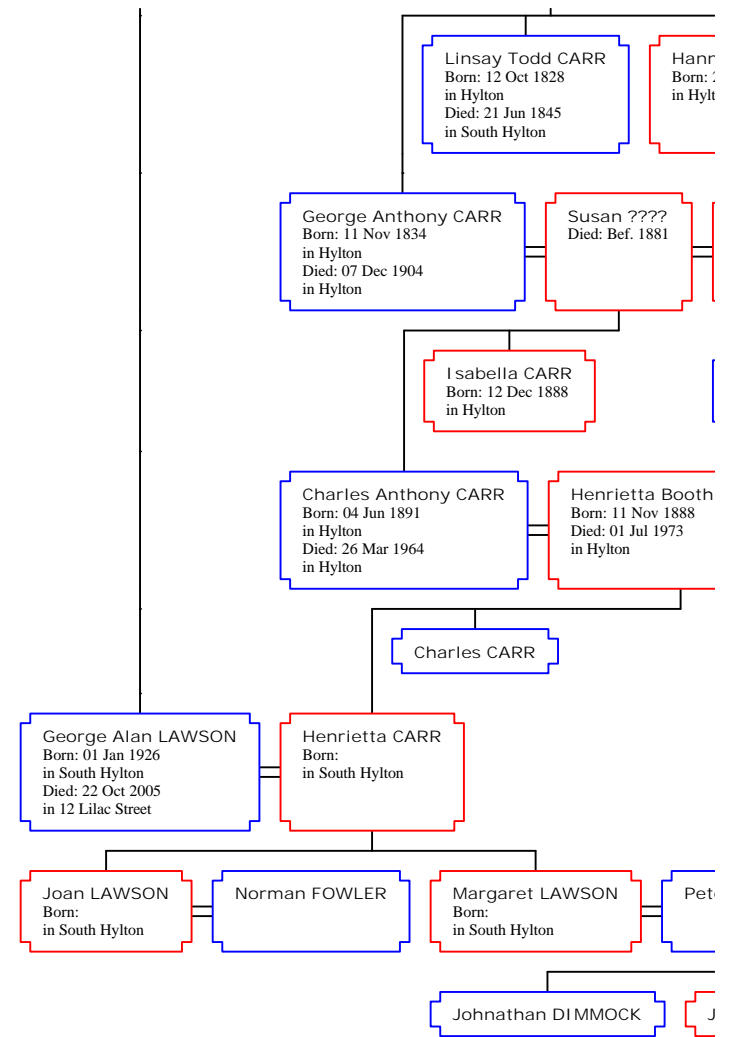 Linsay Todd CARR
Born: 12 Oct 1828
in Hylton
Died: 21 Jun 1845
in South Hylton
Born:
George Anthony CARR
Born: 11 Nov 1834
in Hylton
Died: 07 Dec 1904
in Hylton
Susan ????
Died: Bef. 1881
Isabella CARR
Born: 12 Dec 1888
in Hylton
Charles Anthony CARR
Born: 04 Jun 1891
in Hylton
Died: 26 Mar 1964
in Hylton
Henrietta Booth
Born: 11 Nov 1888
Died: 01 Jul 1973
in Hylton
Charles CARR
George Alan LAWSON
Born: 01 Jan 1926
in South Hylton
Died: 22 Oct 2005
in 12 Lilac Street
Henrietta CARR
Born:
in South Hylton
Joan LAWSON
Born:
in South Hylton
Norman FOWLER
Margaret LAWSON
Born:
in South Hylton
Johnathan DIMMOCK